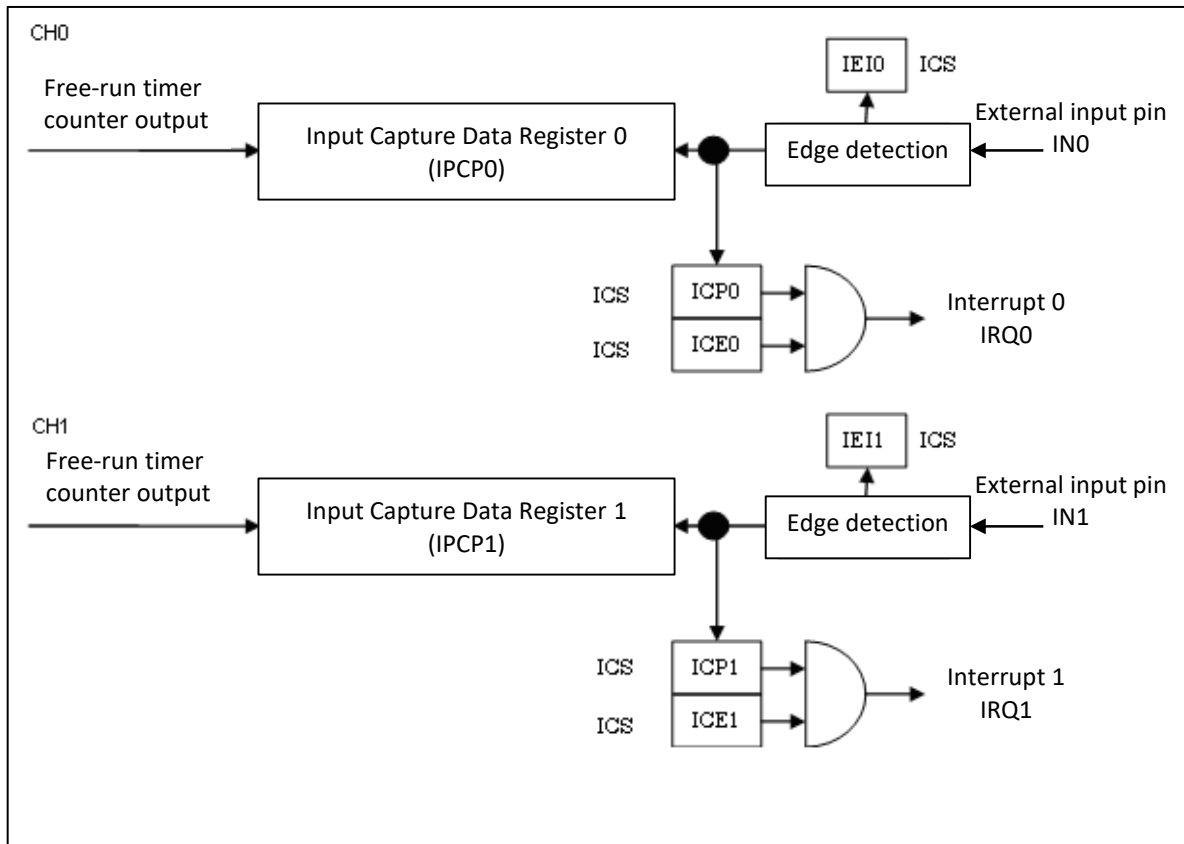 CH0
IEI0 ICS
Free-run timer
counter output
Input Capture Data Register 0
(IPCP0)
Edge detection
External input pin
IN0
ICS ICP0
ICS ICE0
Interrupt 0
IRQ0
CH1
IEI1 ICS
Free-run timer
counter output
Input Capture Data Register 1
(IPCP1)
Edge detection
External input pin
IN1
ICS ICP1
ICS ICE1
Interrupt 1
IRQ1